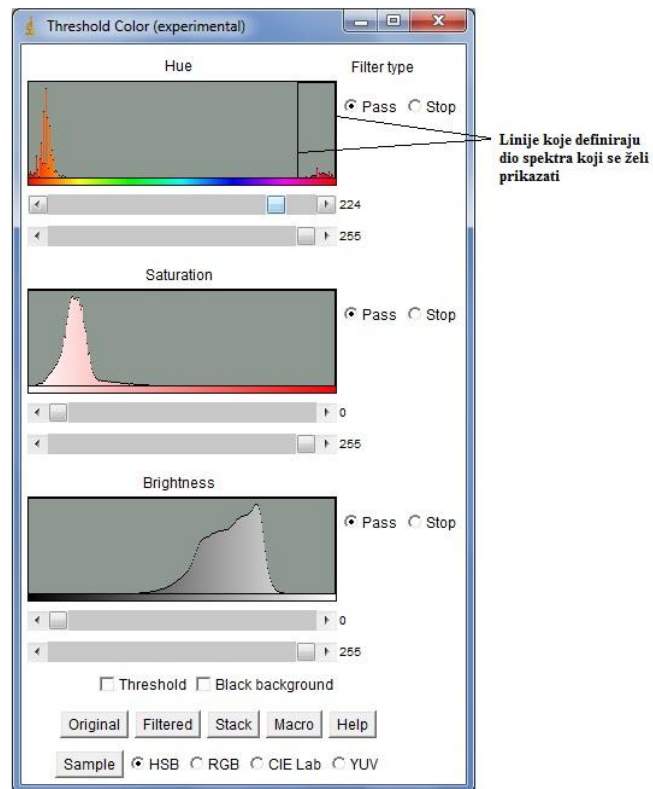 Threshold Color (experimental)
Hue
Filter type
Pass Stop
Linije koje definiraju
dio spektra koji se želi
prikazati
224
255
Saturation
Pass Stop
0
255
Brightness
Pass Stop
0
255
Threshold Black background
Original Filtered Stack Macro Help
Sample HSB RGB CIE Lab YUV